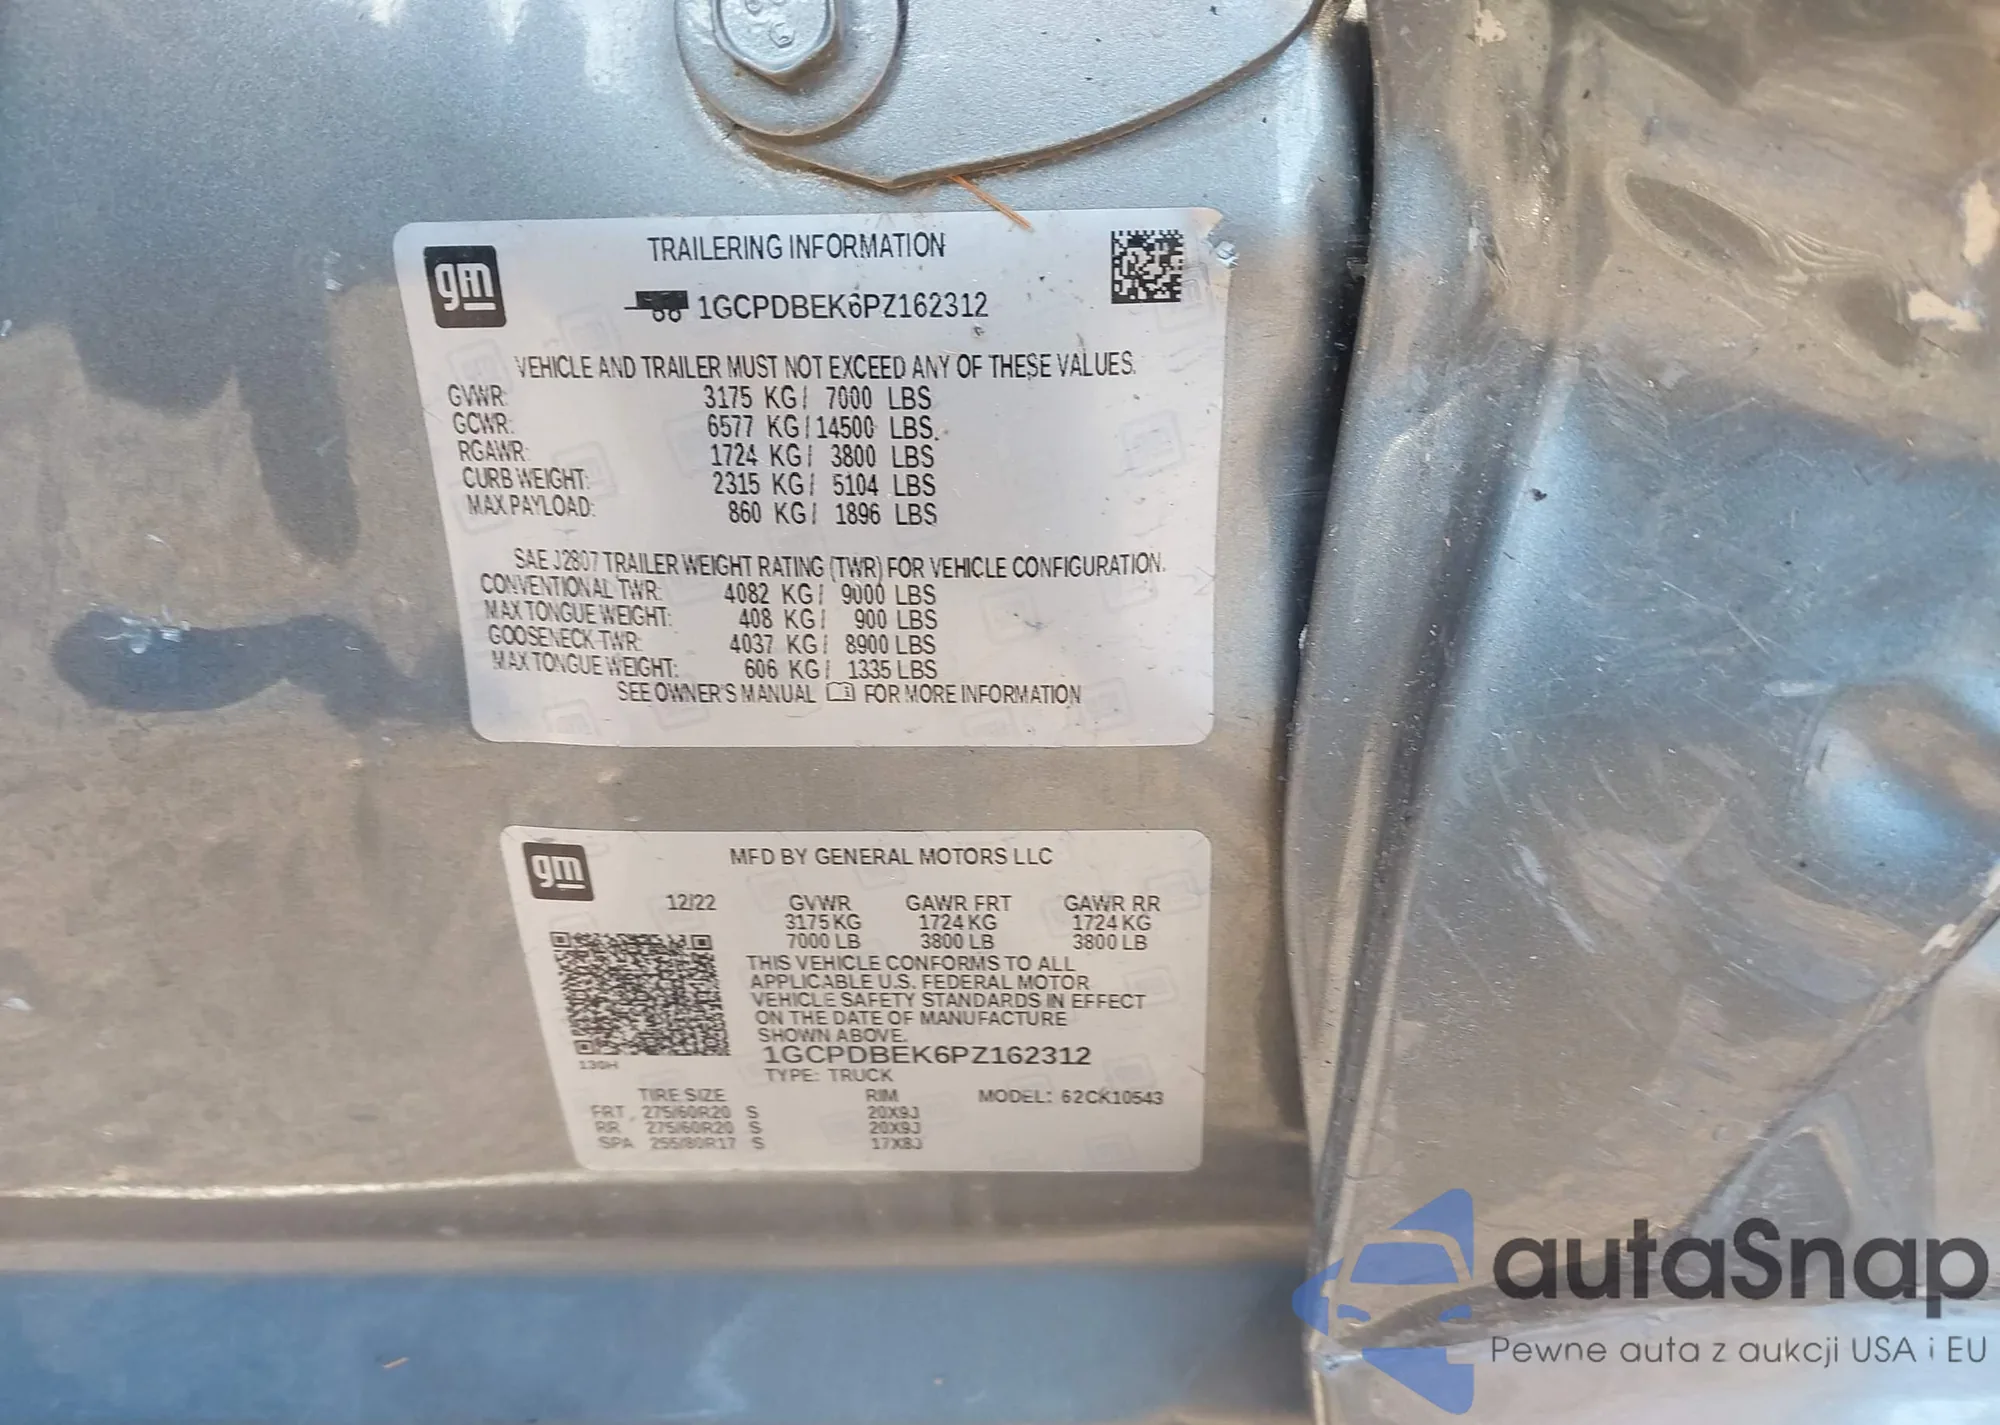 gm
TRAILERING INFORMATION
1GCPDBEK6PZ162312
VEHICLE AND TRAILER MUST NOT EXCEED ANY OF THESE VALUES.
GVWR: 3175 KG/ 7000 LBS
GCWR: 6577 KG/14500 LBS
RGAWR: 1724 KG/ 3800 LBS
CURB WEIGHT: 2315 KG/ 5104 LBS
MAX PAYLOAD: 860 KG/ 1896 LBS
SAE J2807 TRAILER WEIGHT RATING (TWR) FOR VEHICLE CONFIGURATION.
CONVENTIONAL TWR: 4082 KG/ 9000 LBS
MAX TONGUE WEIGHT: 408 KG/ 900 LBS
GOOSENECK TWR: 4037 KG/ 8900 LBS
MAX TONGUE WEIGHT: 606 KG/ 1335 LBS
SEE OWNER'S MANUAL FOR MORE INFORMATION
gm
MFD BY GENERAL MOTORS LLC
12/22 GVWR GAWR FRT GAWR RR
3175 KG 1724 KG 1724 KG
7000 LB 3800 LB 3800 LB
THIS VEHICLE CONFORMS TO ALL
APPLICABLE U.S. FEDERAL MOTOR
VEHICLE SAFETY STANDARDS IN EFFECT
ON THE DATE OF MANUFACTURE
SHOWN ABOVE.
1GCPDBEK6PZ162312
130H
TYPE: TRUCK
TIRE SIZE RIM MODEL: 62CK10543
FRT 275/60R20 S 20X9J
RR 275/60R20 S 20X9J
SPA 255/80R17 S 17X8J
autaSnap
Pewne auta z aukcji USA i EU